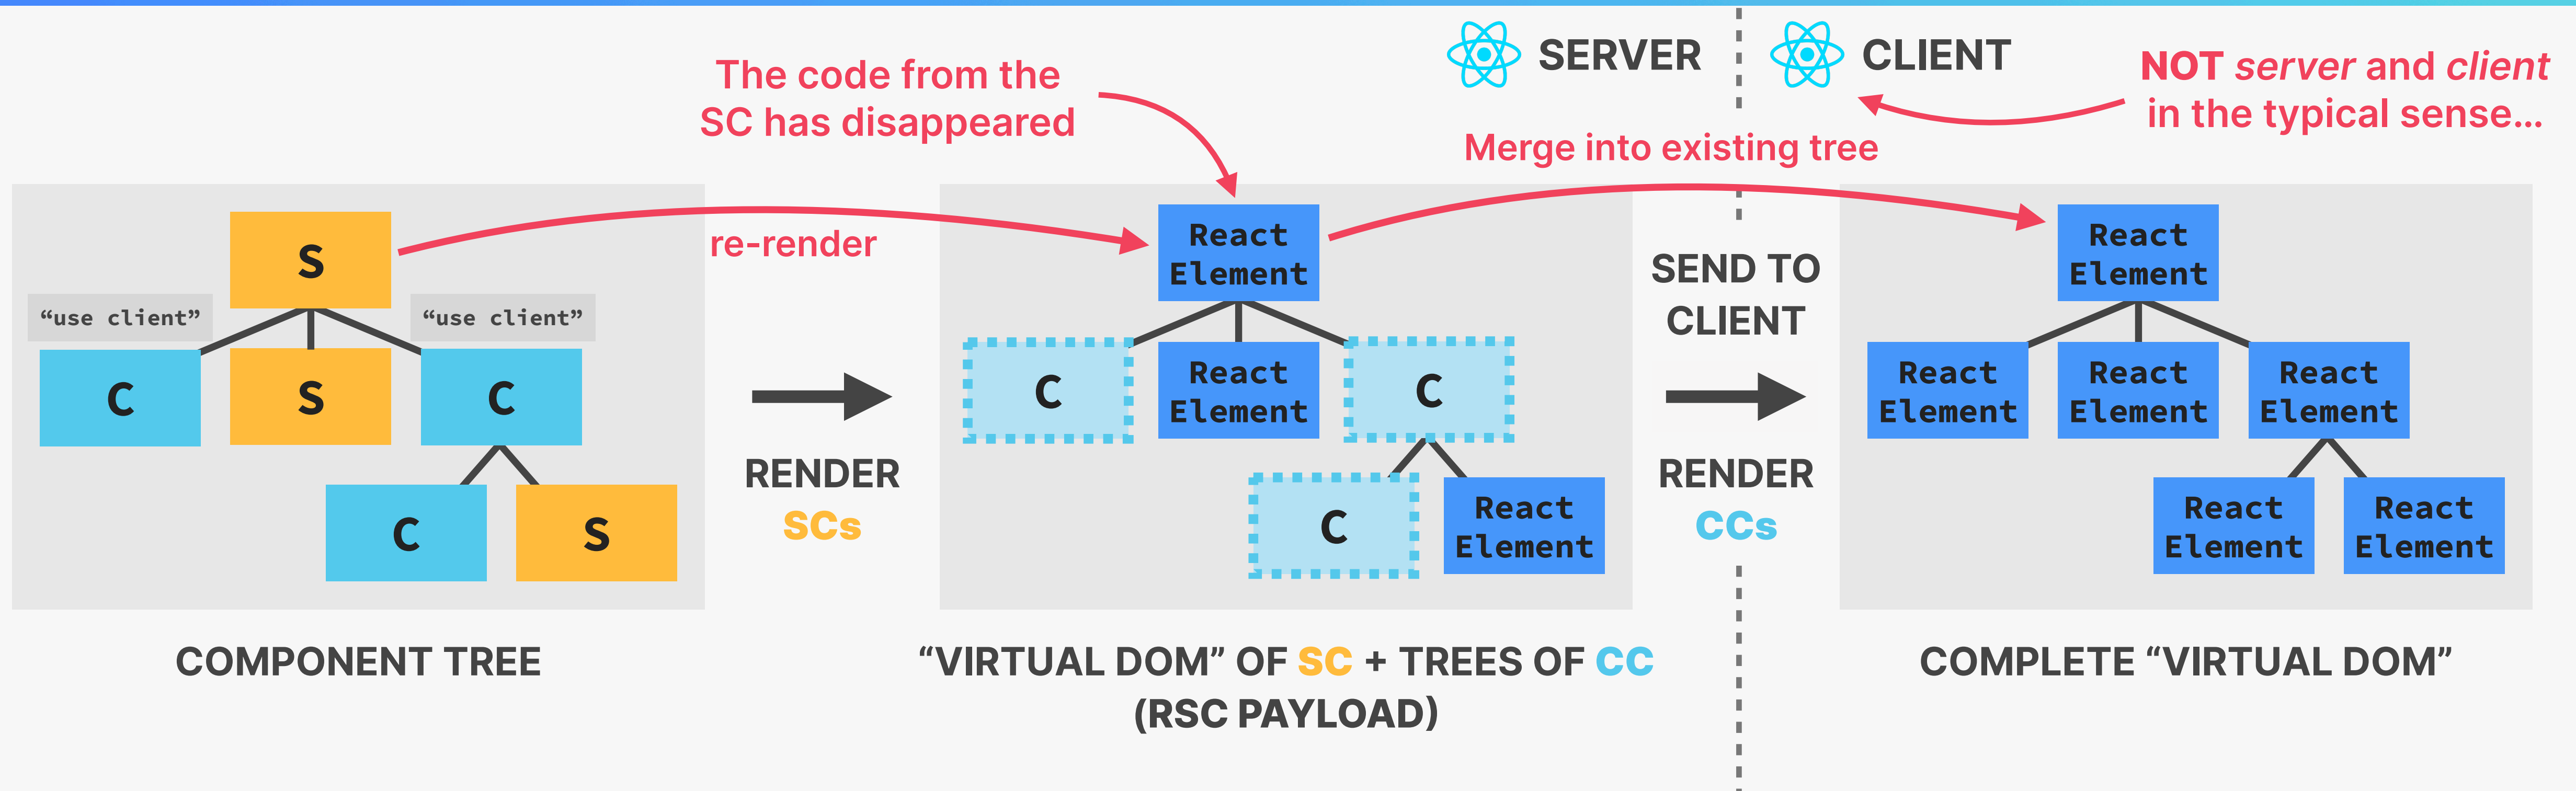 SERVER
CLIENT
NOT server and client
in the typical sense...
The code from the
SC has disappeared
Merge into existing tree
re-render
S
“use client”
“use client”
C
S
C
C
S
COMPONENT TREE
RENDER
SCs
React
Element
C
React
Element
C
C
React
Element
“VIRTUAL DOM” OF SC + TREES OF CC
(RSC PAYLOAD)
SEND TO
CLIENT
RENDER
CCs
React
Element
React
Element
React
Element
React
Element
React
Element
React
Element
COMPLETE “VIRTUAL DOM”